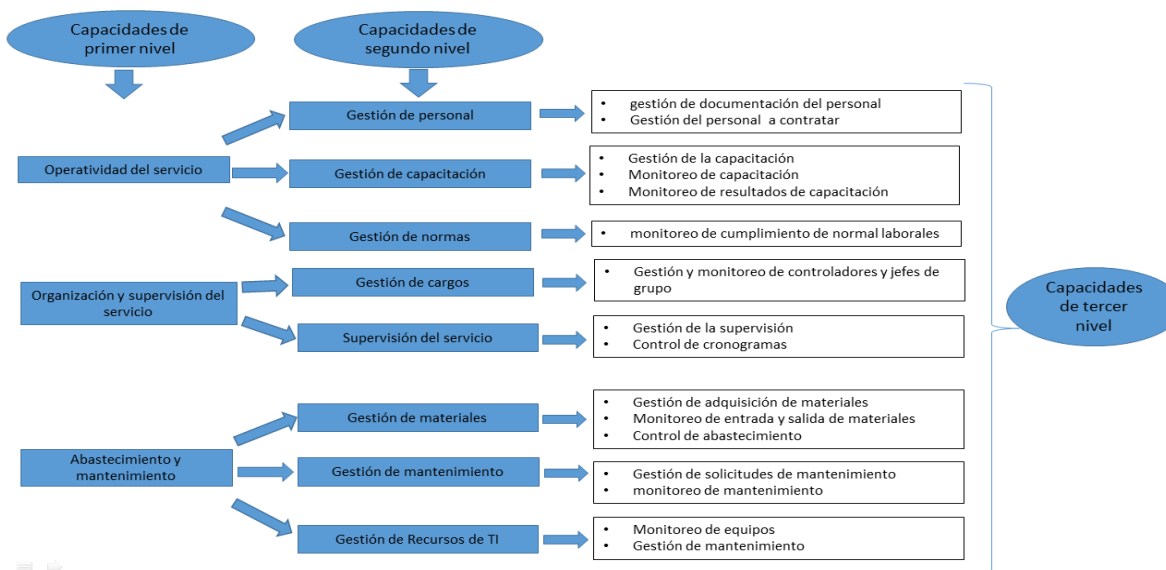 Capacidades de
primer nivel
Capacidades de
segundo nivel
Gestión de personal
• gestión de documentación del personal
• Gestión del personal a contratar
Operatividad del servicio
Gestión de capacitación
• Gestión de la capacitación
• Monitoreo de capacitación
• Monitoreo de resultados de capacitación
Gestión de normas
• monitoreo de cumplimiento de normal laborales
Organización y supervisión del
servicio
Gestión de cargos
• Gestión y monitoreo de controladores y jefes de
grupo
Supervisión del servicio
• Gestión de la supervisión
• Control de cronogramas
Capacidades
de tercer
nivel
Gestión de materiales
• Gestión de adquisición de materiales
• Monitoreo de entrada y salida de materiales
• Control de abastecimiento
Abastecimiento y
mantenimiento
Gestión de mantenimiento
• Gestión de solicitudes de mantenimiento
• monitoreo de mantenimiento
Gestión de Recursos de TI
• Monitoreo de equipos
• Gestión de mantenimiento